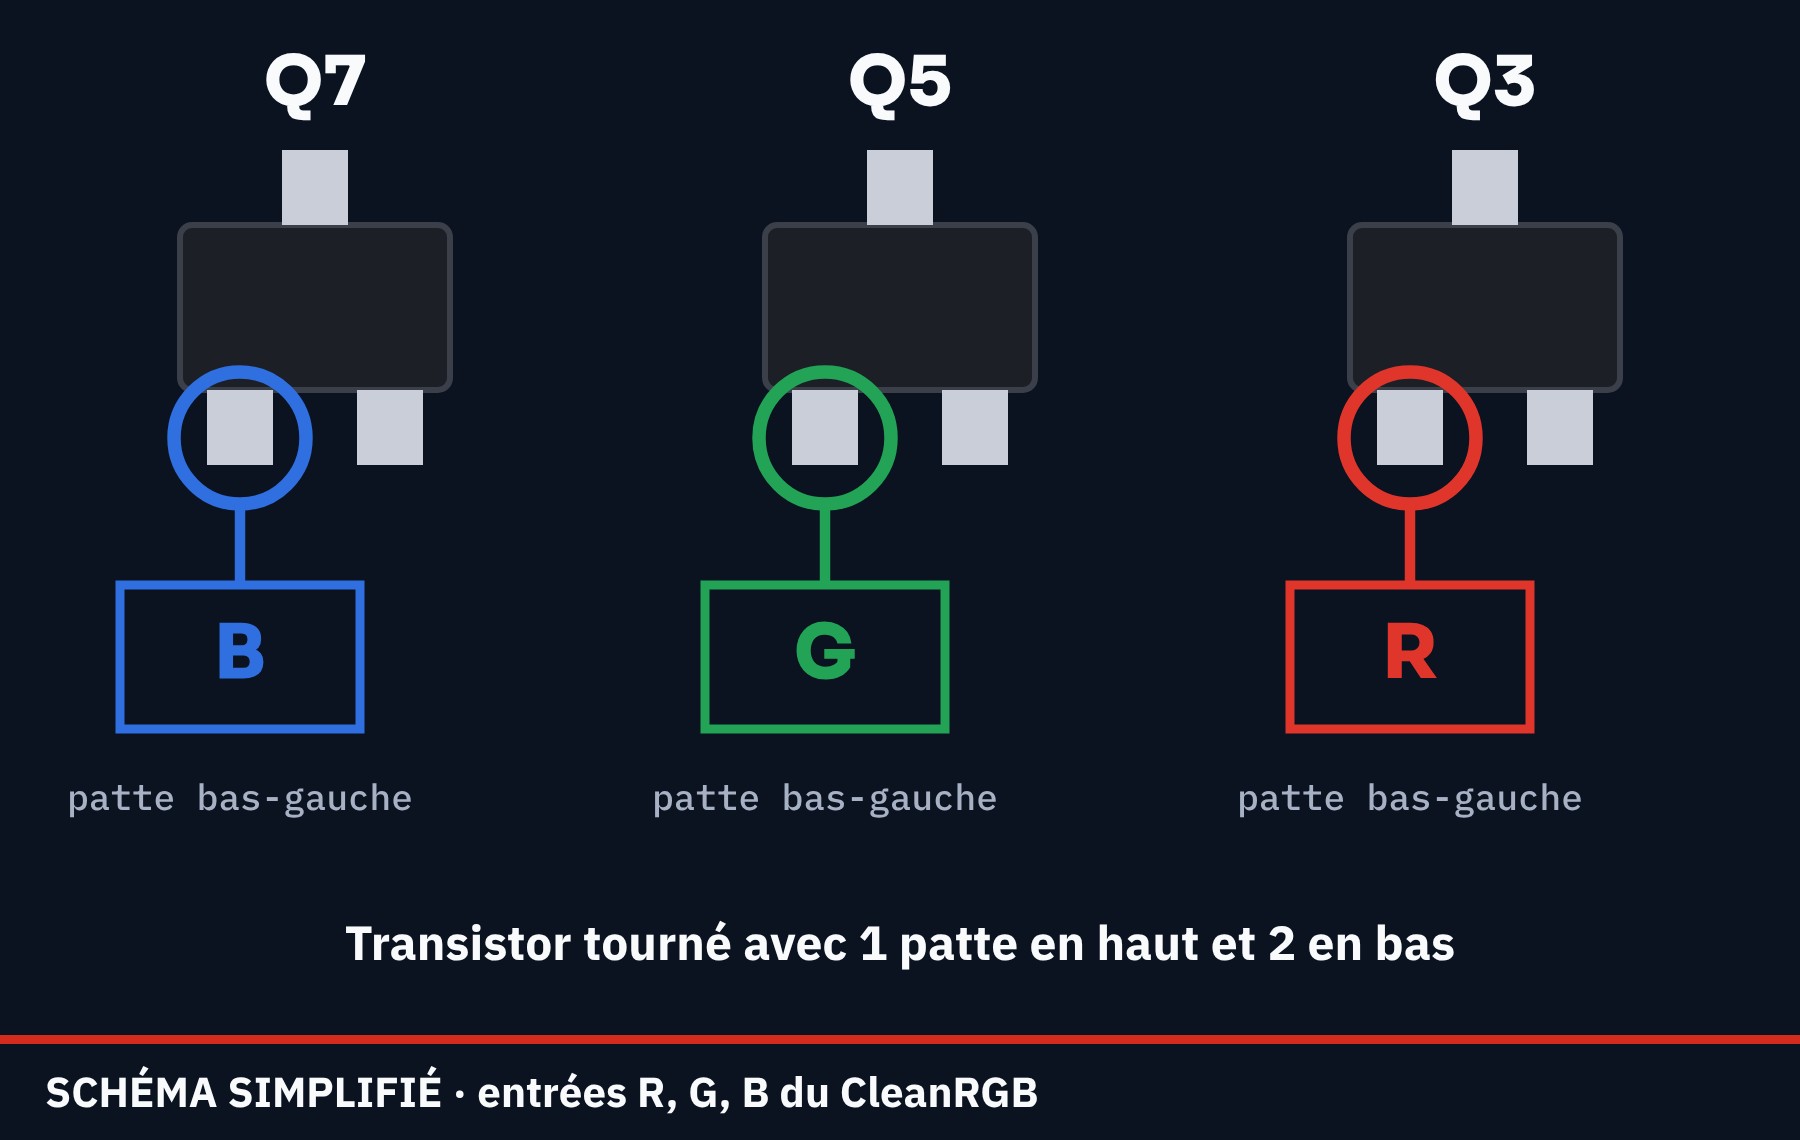 Q7 Q5 Q3
B G R
patte bas-gauche patte bas-gauche patte bas-gauche
Transistor tourné avec 1 patte en haut et 2 en bas
SCHÉMA SIMPLIFIÉ · entrées R, G, B du CleanRGB